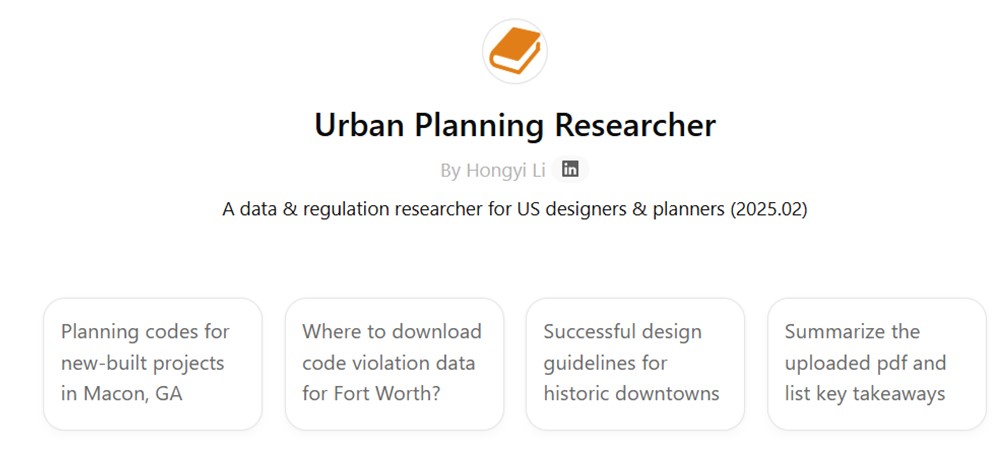 Urban Planning Researcher
By Hongyi Li in
A data & regulation researcher for US designers & planners (2025.02)
Planning codes for
new-built projects
in Macon, GA
Where to download
code violation data
for Fort Worth?
Successful design
guidelines for
historic downtowns
Summarize the
uploaded pdf and
list key takeaways